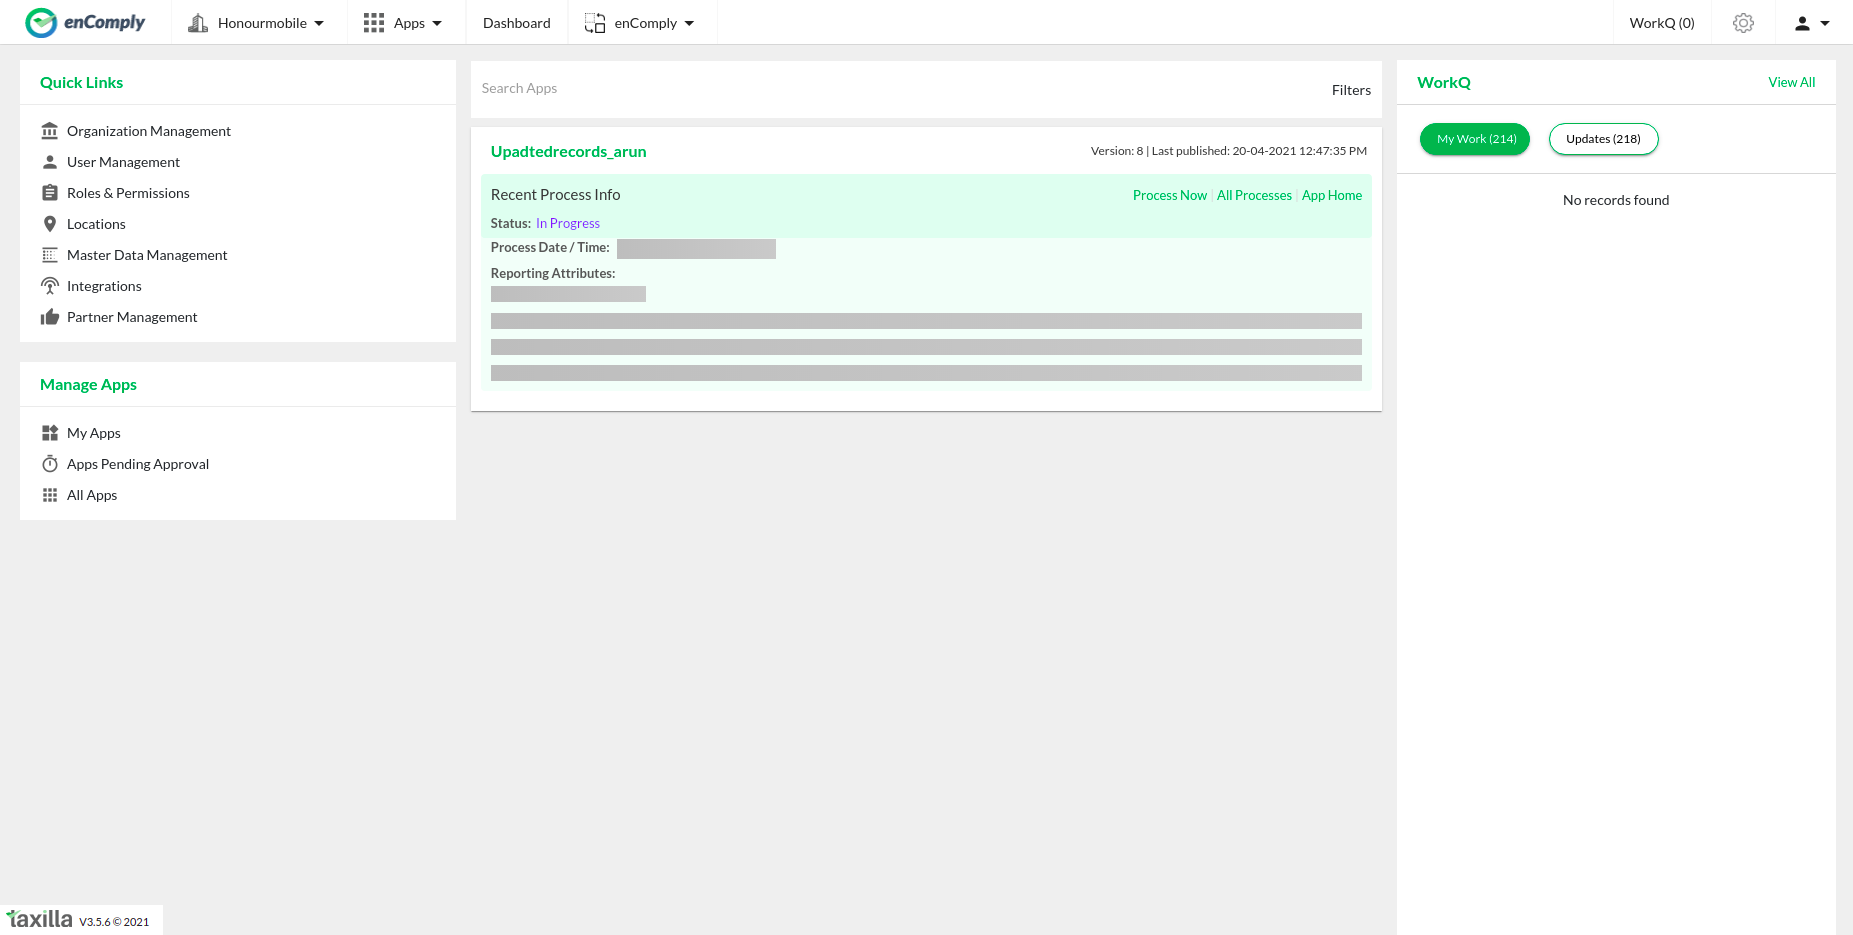 enComply
Honourmobile
Apps
Dashboard
enComply
WorkQ (0)
Quick Links
Organization Management
User Management
Roles & Permissions
Locations
Master Data Management
Integrations
Partner Management
Manage Apps
My Apps
Apps Pending Approval
All Apps
Search Apps
Filters
Upadtedrecords_arun
Version: 8 | Last published: 20-04-2021 12:47:35 PM
Recent Process Info
Process Now | All Processes | App Home
Status: In Progress
Process Date / Time:
Reporting Attributes:
WorkQ
View All
My Work (214)
Updates (218)
No records found
taxilla V3.5.6 © 2021